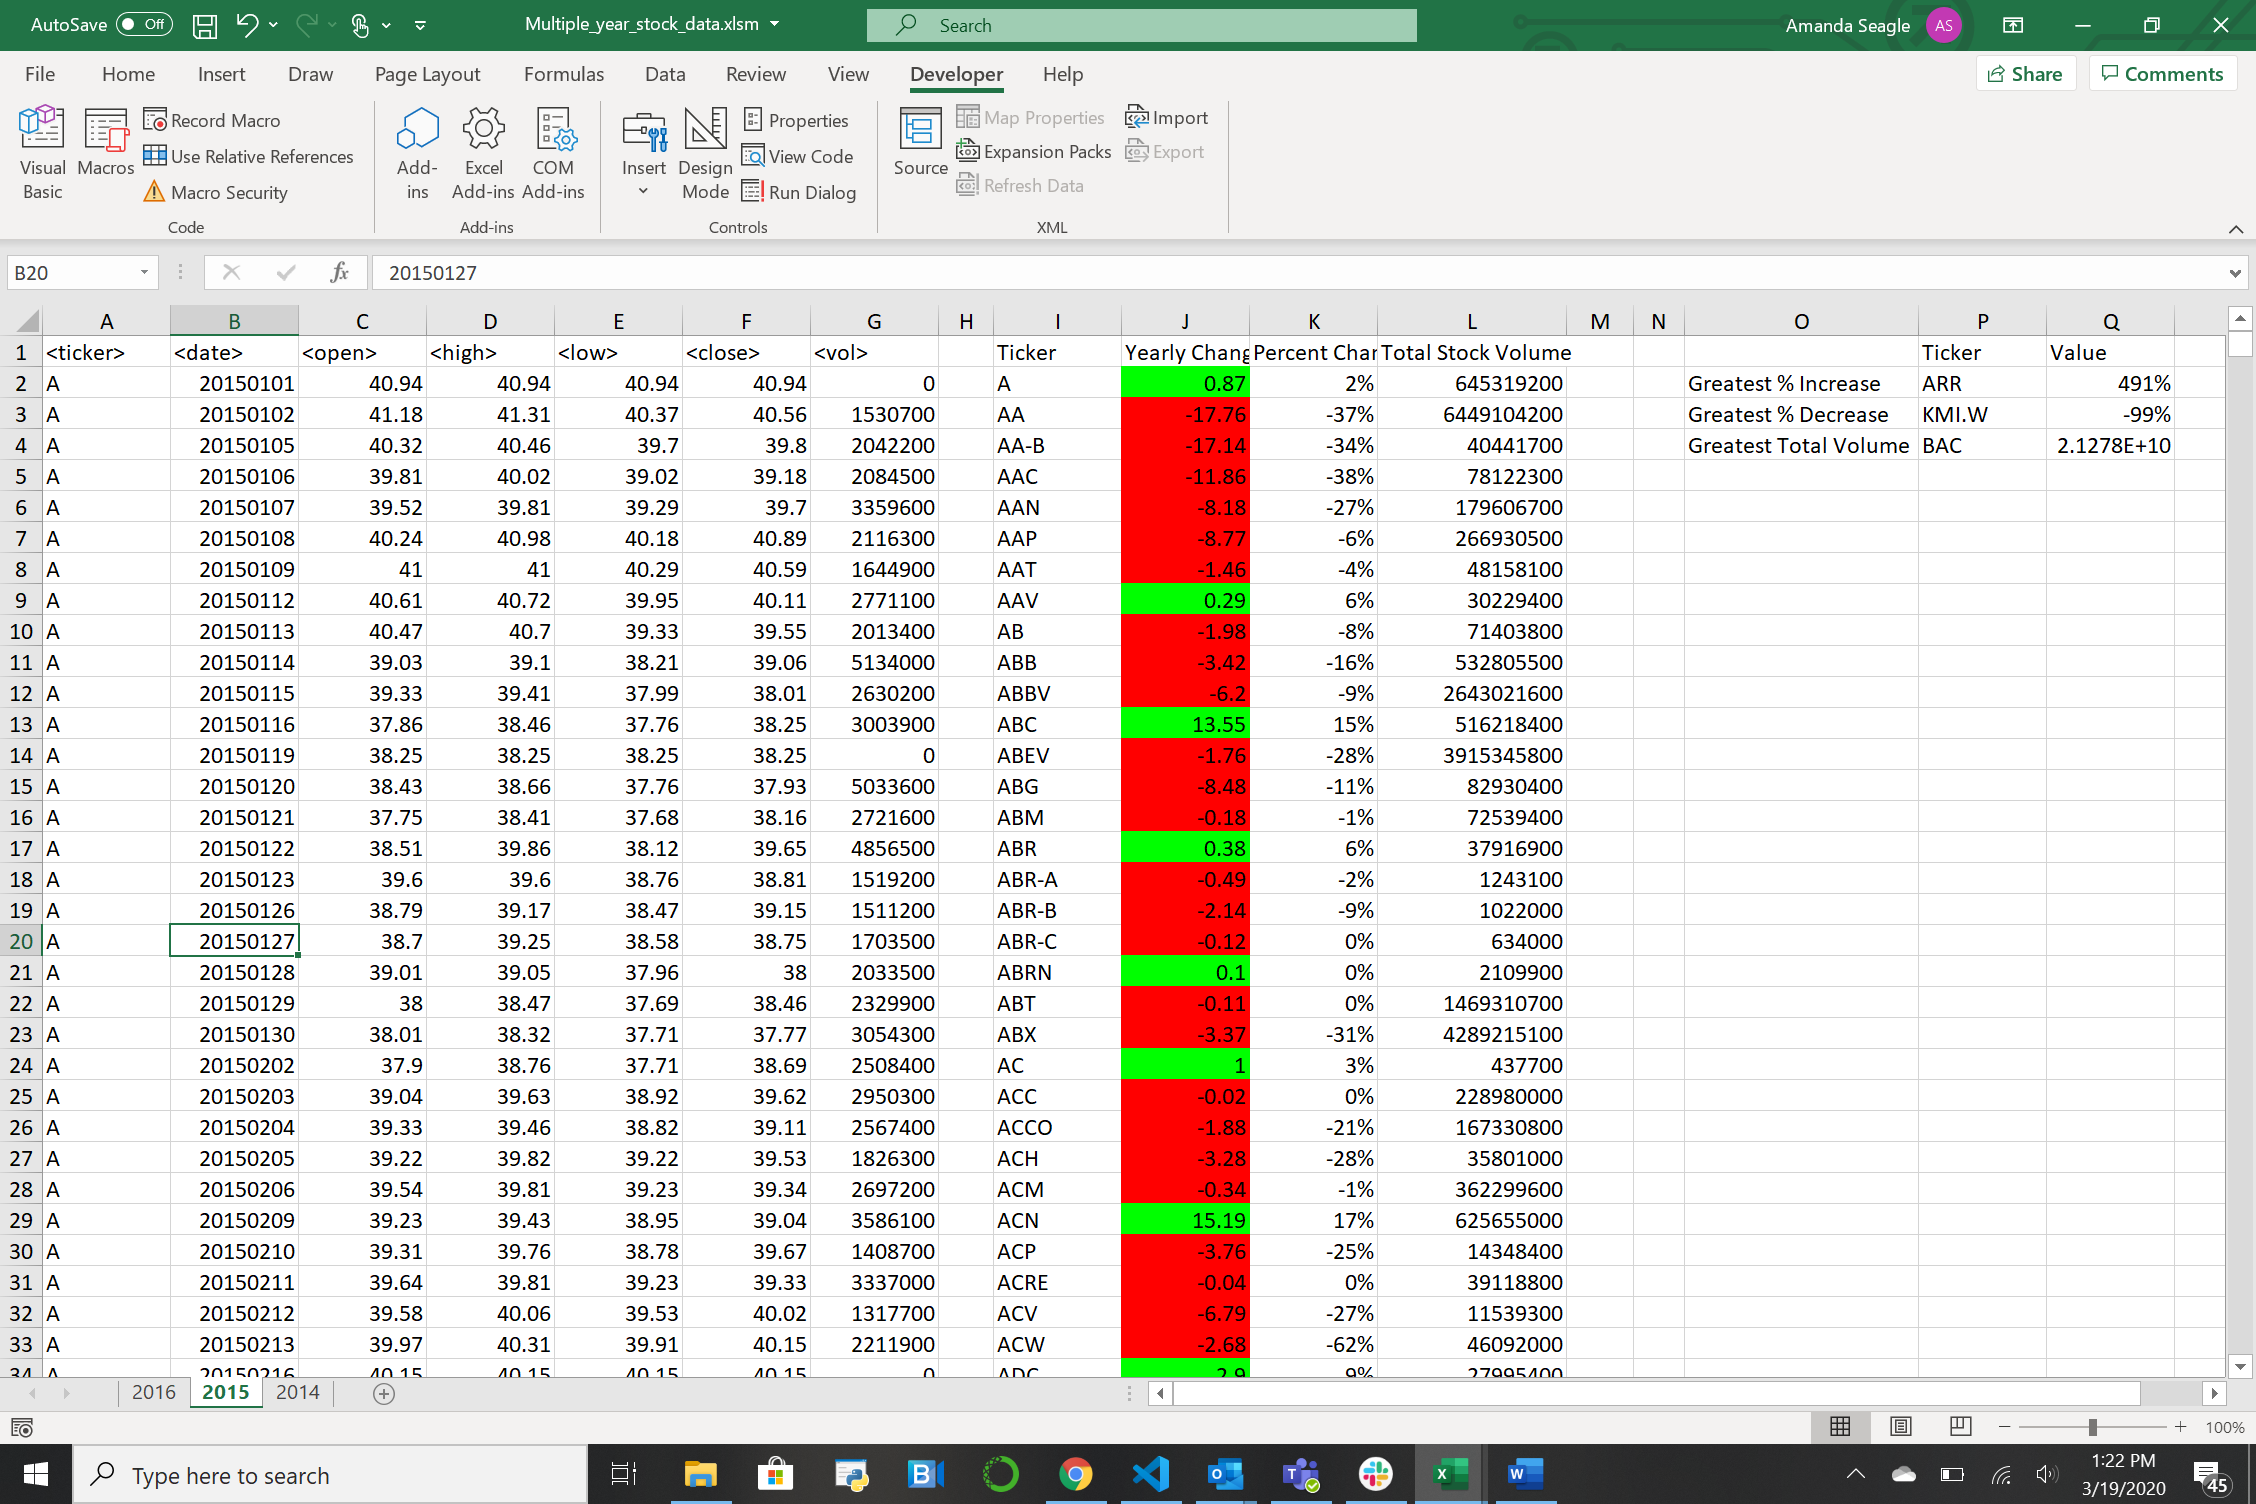 AutoSave Off Multiple_year_stock_data.xlsm Search Amanda Seagle AS
File Home Insert Draw Page Layout Formulas Data Review View Developer Help Share Comments
Visual Basic Macros Record Macro Use Relative References Macro Security
Add-ins Excel Add-ins COM Add-ins
Insert Design Mode Properties View Code Run Dialog
Source Map Properties Expansion Packs Refresh Data Import Export
Code Add-ins Controls XML
B20 fx 20150127
A B C D E F G H I J K L M N O P Q
1 <ticker> <date> <open> <high> <low> <close> <vol> Ticker Yearly Chang Percent Char Total Stock Volume Ticker Value
2 A 20150101 40.94 40.94 40.94 40.94 0 A 0.87 2% 645319200 Greatest % Increase ARR 491%
3 A 20150102 41.18 41.31 40.37 40.56 1530700 AA -17.76 -37% 6449104200 Greatest % Decrease KMI.W -99%
4 A 20150105 40.32 40.46 39.7 39.8 2042200 AA-B -17.14 -34% 40441700 Greatest Total Volume BAC 2.1278E+10
5 A 20150106 39.81 40.02 39.02 39.18 2084500 AAC -11.86 -38% 78122300
6 A 20150107 39.52 39.81 39.29 39.7 3359600 AAN -8.18 -27% 179606700
7 A 20150108 40.24 40.98 40.18 40.89 2116300 AAP -8.77 -6% 266930500
8 A 20150109 41 41 40.29 40.59 1644900 AAT -1.46 -4% 48158100
9 A 20150112 40.61 40.72 39.95 40.11 2771100 AAV 0.29 6% 30229400
10 A 20150113 40.47 40.7 39.33 39.55 2013400 AB -1.98 -8% 71403800
11 A 20150114 39.03 39.1 38.21 39.06 5134000 ABB -3.42 -16% 532805500
12 A 20150115 39.33 39.41 37.99 38.01 2630200 ABBV -6.2 -9% 2643021600
13 A 20150116 37.86 38.46 37.76 38.25 3003900 ABC 13.55 15% 516218400
14 A 20150119 38.25 38.25 38.25 38.25 0 ABEV -1.76 -28% 3915345800
15 A 20150120 38.43 38.66 37.76 37.93 5033600 ABG -8.48 -11% 82930400
16 A 20150121 37.75 38.41 37.68 38.16 2721600 ABM -0.18 -1% 72539400
17 A 20150122 38.51 39.86 38.12 39.65 4856500 ABR 0.38 6% 37916900
18 A 20150123 39.6 39.6 38.76 38.81 1519200 ABR-A -0.49 -2% 1243100
19 A 20150126 38.79 39.17 38.47 39.15 1511200 ABR-B -2.14 -9% 1022000
20 A 20150127 38.7 39.25 38.58 38.75 1703500 ABR-C -0.12 0% 634000
21 A 20150128 39.01 39.05 37.96 38 2033500 ABRN 0.1 0% 2109900
22 A 20150129 38 38.47 37.69 38.46 2329900 ABT -0.11 0% 1469310700
23 A 20150130 38.01 38.32 37.71 37.77 3054300 ABX -3.37 -31% 4289215100
24 A 20150202 37.9 38.76 37.71 38.69 2508400 AC 1 3% 437700
25 A 20150203 39.04 39.63 38.92 39.62 2950300 ACC -0.02 0% 228980000
26 A 20150204 39.33 39.46 38.82 39.11 2567400 ACCO -1.88 -21% 167330800
27 A 20150205 39.22 39.82 39.22 39.53 1826300 ACH -3.28 -28% 35801000
28 A 20150206 39.54 39.81 39.23 39.34 2697200 ACM -0.34 -1% 362299600
29 A 20150209 39.23 39.43 38.95 39.04 3586100 ACN 15.19 17% 625655000
30 A 20150210 39.31 39.76 38.78 39.67 1408700 ACP -3.76 -25% 14348400
31 A 20150211 39.64 39.81 39.23 39.33 3337000 ACRE -0.04 0% 39118800
32 A 20150212 39.58 40.06 39.53 40.02 1317700 ACV -6.79 -27% 11539300
33 A 20150213 39.97 40.31 39.91 40.15 2211900 ACW -2.68 -62% 46092000
34 A 20150216 40.15 40.15 40.15 40.15 0 ADC 2.9 9% 27995400
2016 2015 2014
100%
Type here to search 1:22 PM
3/19/2020 45